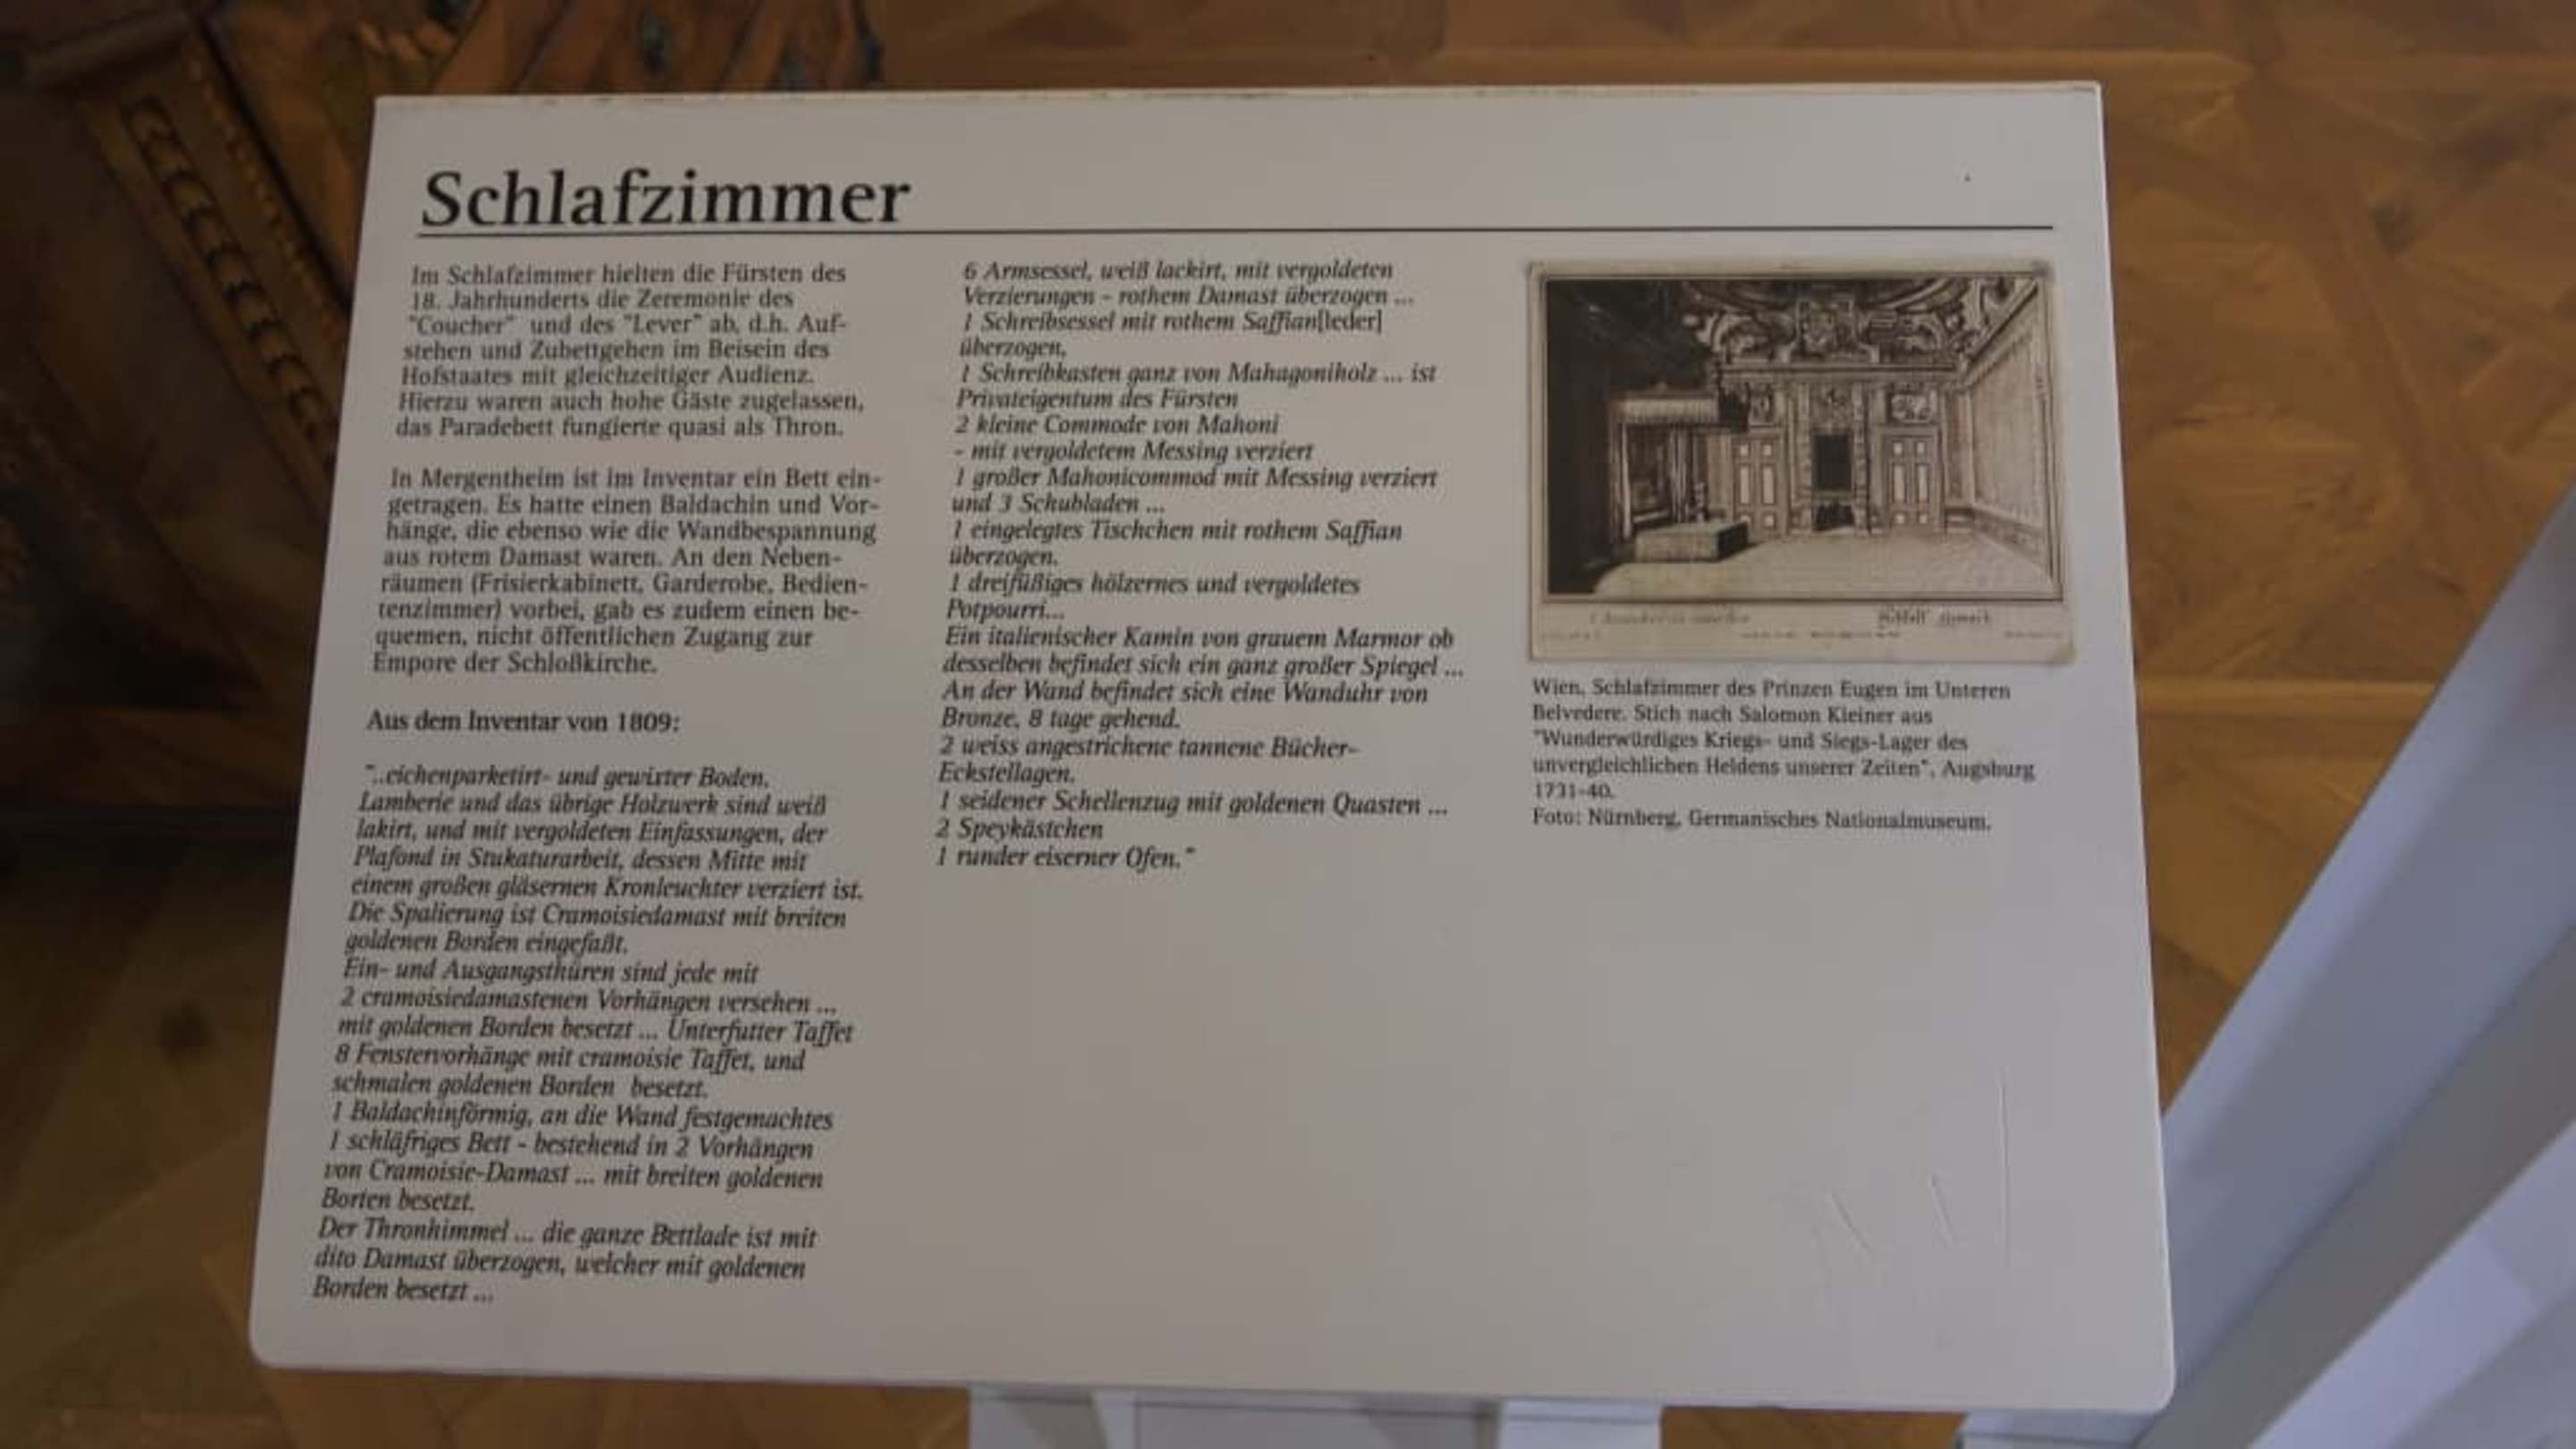 Schlafzimmer
Im Schlafzimmer hielten die Fürsten des
18. Jahrhunderts die Zeremonie des
"Coucher" und des "Lever" ab, d.h. Auf-
stehen und Zubettgehen im Beisein des
Hofstaates mit gleichzeitiger Audienz.
Hierzu waren auch hohe Gäste zugelassen,
das Paradebett fungierte quasi als Thron.
In Mergentheim ist im Inventar ein Bett ein-
getragen. Es hatte einen Baldachin und Vor-
hänge, die ebenso wie die Wandbespannung
aus rotem Damast waren. An den Neben-
räumen (Frisierkabinett, Garderobe, Bedien-
tenzimmer) vorbei, gab es zudem einen be-
quemen, nicht öffentlichen Zugang zur
Empore der Schloßkirche.
Aus dem Inventar von 1809:
"..eichenparketirt- und gewixter Boden.
Lamberie und das übrige Holzwerk sind weiß
lakirt, und mit vergoldeten Einfassungen, der
Plafond in Stukaturarbeit, dessen Mitte mit
einem großen gläsernen Kronleuchter verziert ist.
Die Spalierung ist Cramoisiedamast mit breiten
goldenen Borden eingefaßt.
Ein- und Ausgangsthüren sind jede mit
2 cramoisiedamastenen Vorhängen versehen ...
mit goldenen Borden besetzt ... Unterfutter Taffet
8 Fenstervorhänge mit cramoisie Taffet, und
schmalen goldenen Borden besetzt.
1 Baldachinförmig, an die Wand festgemachtes
1 schläfriges Bett - bestehend in 2 Vorhängen
von Cramoisie-Damast ... mit breiten goldenen
Borten besetzt.
Der Thronhimmel ... die ganze Bettlade ist mit
dito Damast überzogen, welcher mit goldenen
Borden besetzt ...
6 Armsessel, weiß lackirt, mit vergoldeten
Verzierungen - rothem Damast überzogen ...
1 Schreibsessel mit rothem Saffian[leder]
überzogen,
1 Schreibkasten ganz von Mahagoniholz ... ist
Privateigentum des Fürsten
2 kleine Commode von Mahoni
- mit vergoldetem Messing verziert
1 großer Mahonicommod mit Messing verziert
und 3 Schubladen ...
1 eingelegtes Tischchen mit rothem Saffian
überzogen.
1 dreifüßiges hölzernes und vergoldetes
Potpourri...
Ein italienischer Kamin von grauem Marmor ob
desselben befindet sich ein ganz großer Spiegel ...
An der Wand befindet sich eine Wanduhr von
Bronze, 8 tage gehend.
2 weiss angestrichene tannene Bücher-
Eckstellagen.
1 seidener Schellenzug mit goldenen Quasten ...
2 Speykästchen
1 runder eiserner Ofen."
Wien, Schlafzimmer des Prinzen Eugen im Unteren
Belvedere. Stich nach Salomon Kleiner aus
"Wunderwürdiges Kriegs- und Siegs-Lager des
unvergleichlichen Heldens unserer Zeiten", Augsburg
1731-40.
Foto: Nürnberg, Germanisches Nationalmuseum.